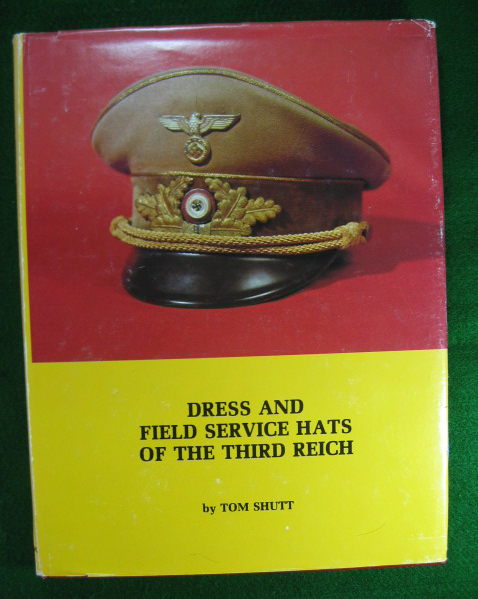 DRESS AND
FIELD SERVICE HATS
OF THE THIRD REICH
by TOM SHUTT